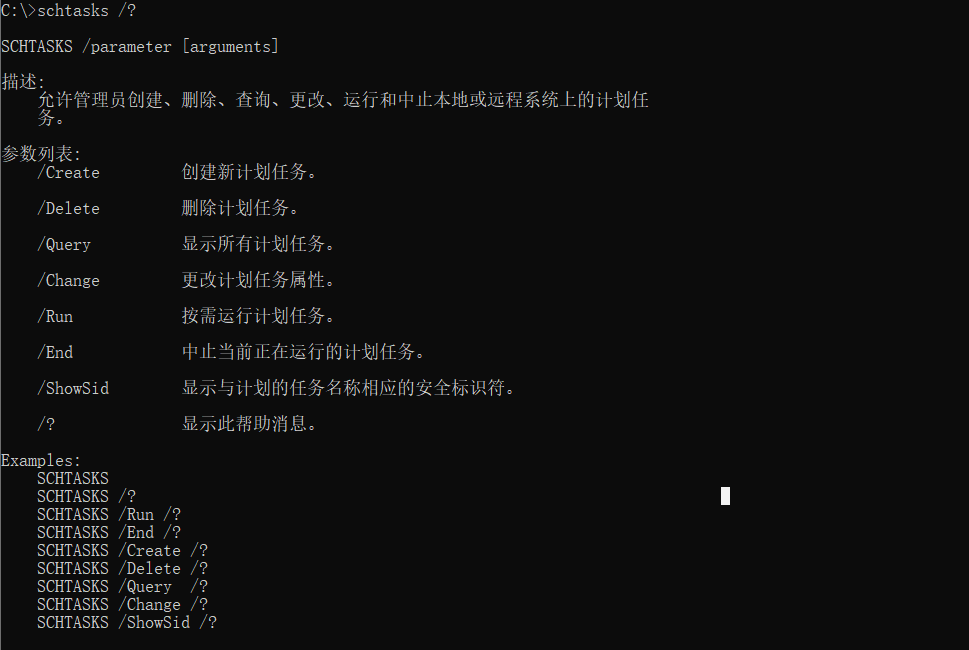 C:\>schtasks /?
SCHTASKS /parameter [arguments]
描述:
允许管理员创建、删除、查询、更改、运行和中止本地或远程系统上的计划任
务。
参数列表:
/Create 创建新计划任务。
/Delete 删除计划任务。
/Query 显示所有计划任务。
/Change 更改计划任务属性。
/Run 按需运行计划任务。
/End 中止当前正在运行的计划任务。
/ShowSid 显示与计划的任务名称相应的安全标识符。
/? 显示此帮助消息。
Examples:
SCHTASKS
SCHTASKS /?
SCHTASKS /Run /?
SCHTASKS /End /?
SCHTASKS /Create /?
SCHTASKS /Delete /?
SCHTASKS /Query  /?
SCHTASKS /Change /?
SCHTASKS /ShowSid /?